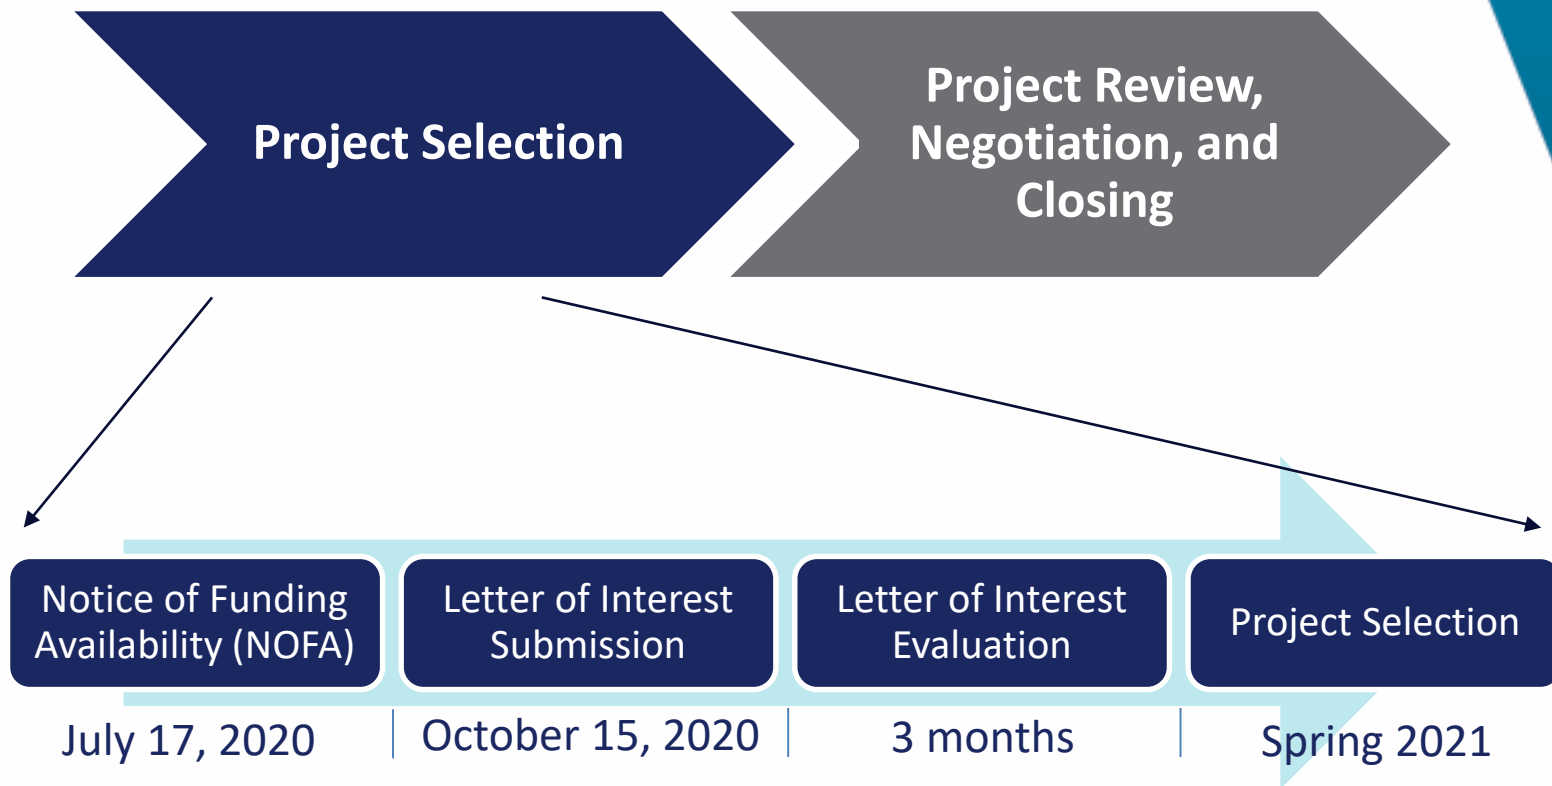 Project Selection
Project Review,
Negotiation, and
Closing
Notice of Funding
Availability (NOFA)
Letter of Interest
Submission
Letter of Interest
Evaluation
Project Selection
July 17, 2020
October 15, 2020
3 months
Spring 2021